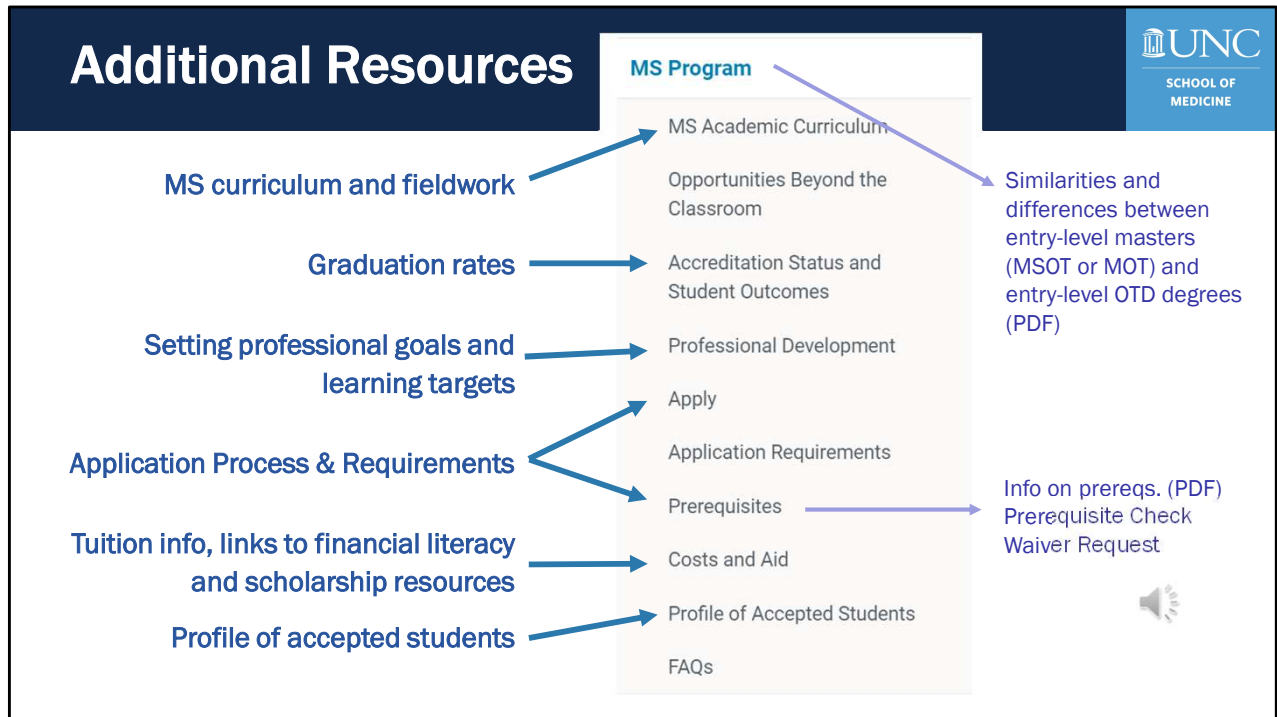 Additional Resources
UNC
SCHOOL OF
MEDICINE
MS Program
MS Academic Curriculum
Opportunities Beyond the
Classroom
Accreditation Status and
Student Outcomes
Professional Development
Apply
Application Requirements
Prerequisites
Costs and Aid
Profile of Accepted Students
FAQs
MS curriculum and fieldwork
Graduation rates
Setting professional goals and
learning targets
Application Process & Requirements
Tuition info, links to financial literacy
and scholarship resources
Profile of accepted students
Similarities and
differences between
entry-level masters
(MSOT or MOT) and
entry-level OTD degrees
(PDF)
Info on prereqs. (PDF)
Prerequisite Check
Waiver Request